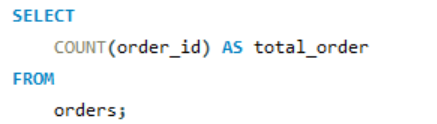 SELECT
COUNT(order_id) AS total_order
FROM
orders;